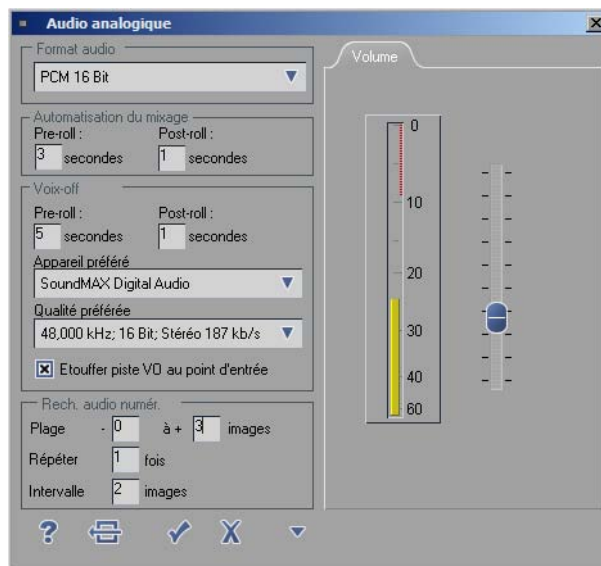 Audio analogique
Format audio
PCM 16 Bit
Automatisation du mixage
Pre-roll : Post-roll :
3 secondes 1 secondes
Voix-off
Pre-roll : Post-roll :
5 secondes 1 secondes
Appareil préféré
SoundMAX Digital Audio
Qualité préférée
48,000 kHz; 16 Bit; Stéréo 187 kb/s
Etouffer piste VO au point d'entrée
Rech. audio numér.
Plage - 0 à + 3 images
Répéter 1 fois
Intervalle 2 images
Volume
0
10
20
30
40
60